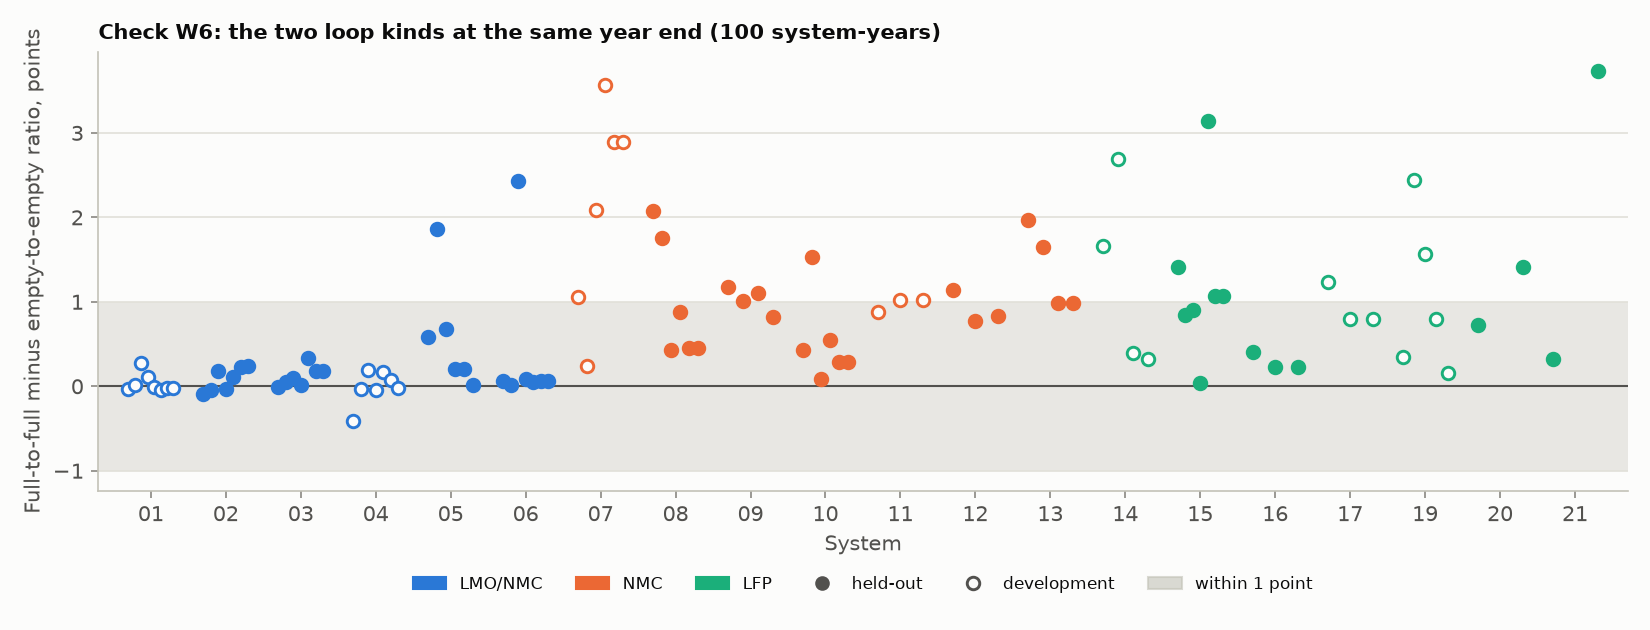 Check W6: the two loop kinds at the same year end (100 system-years)
Full-to-full minus empty-to-empty ratio, points
3
2
1
0
−1
01 02 03 04 05 06 07 08 09 10 11 12 13 14 15 16 17 19 20 21
System
LMO/NMC NMC LFP held-out development within 1 point